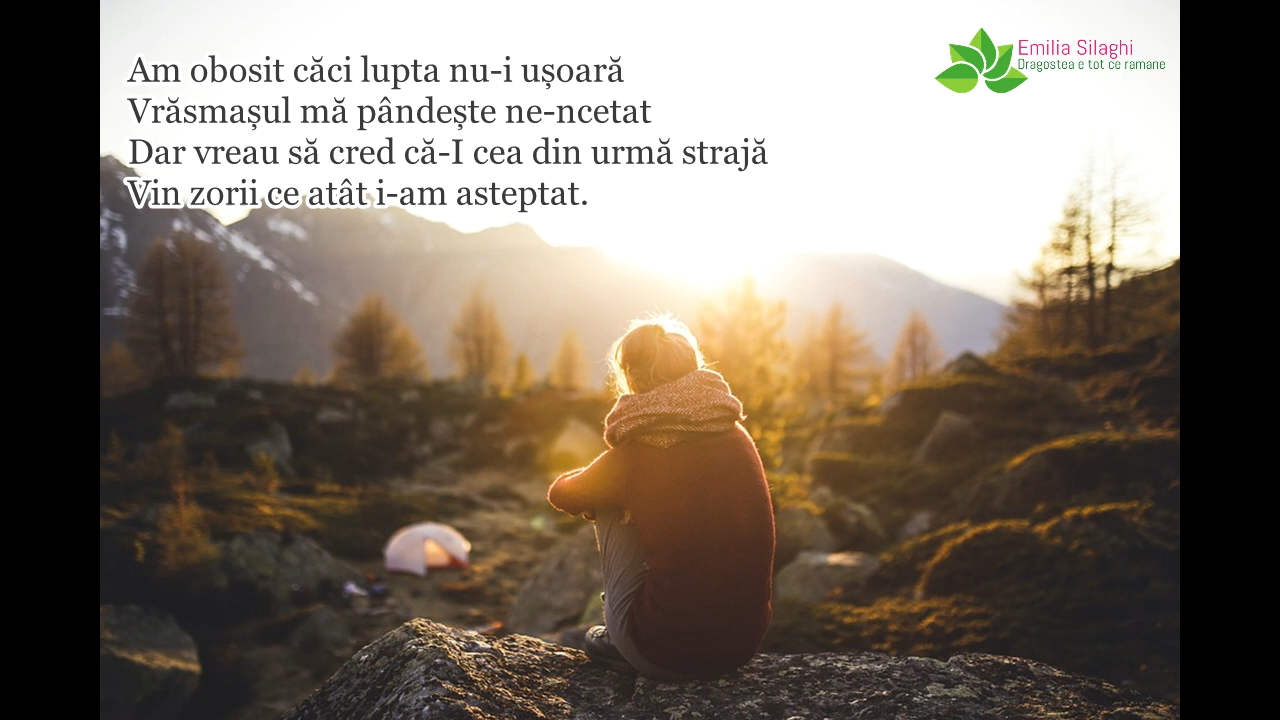 Am obosit căci lupta nu-i ușoară
Vrăsmașul mă pândește ne-ncetat
Dar vreau să cred că-I cea din urmă strajă
Vin zorii ce atât i-am asteptat.
Emilia Silaghi
Dragostea e tot ce ramane